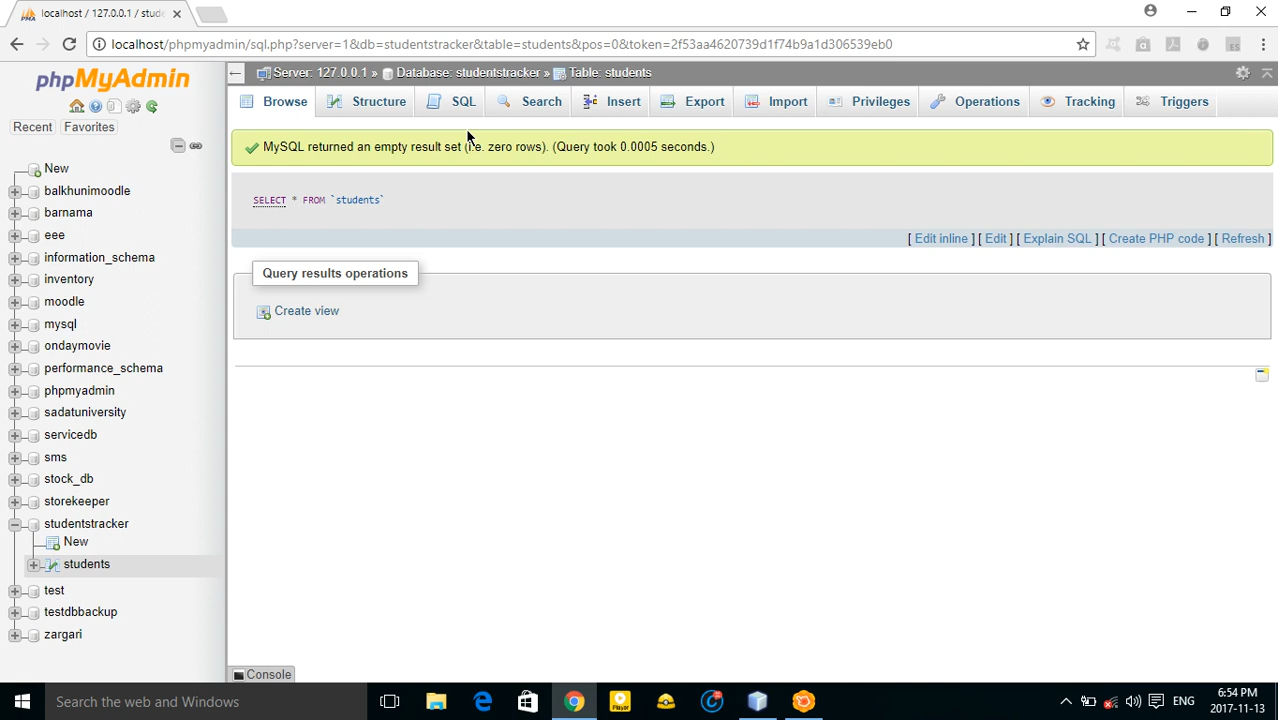 localhost / 127.0.0.1 / stude
localhost/phpmyadmin/sql.php?server=1&db=studentstracker&table=students&pos=0&token=2f53aa4620739d1f74b9a1d306539eb0
phpMyAdmin
Recent Favorites
New
balkhunimoodle
barnama
eee
information_schema
inventory
moodle
mysql
ondaymovie
performance_schema
phpmyadmin
sadatuniversity
servicedb
sms
stock_db
storekeeper
studentstracker
New
students
test
testdbbackup
zargari
Server: 127.0.0.1 » Database: studentstracker » Table: students
Browse Structure SQL Search Insert Export Import Privileges Operations Tracking Triggers
MySQL returned an empty result set (i.e. zero rows). (Query took 0.0005 seconds.)
SELECT * FROM `students`
[ Edit inline ] [ Edit ] [ Explain SQL ] [ Create PHP code ] [ Refresh ]
Query results operations
Create view
Console
Search the web and Windows
ENG
6:54 PM
2017-11-13